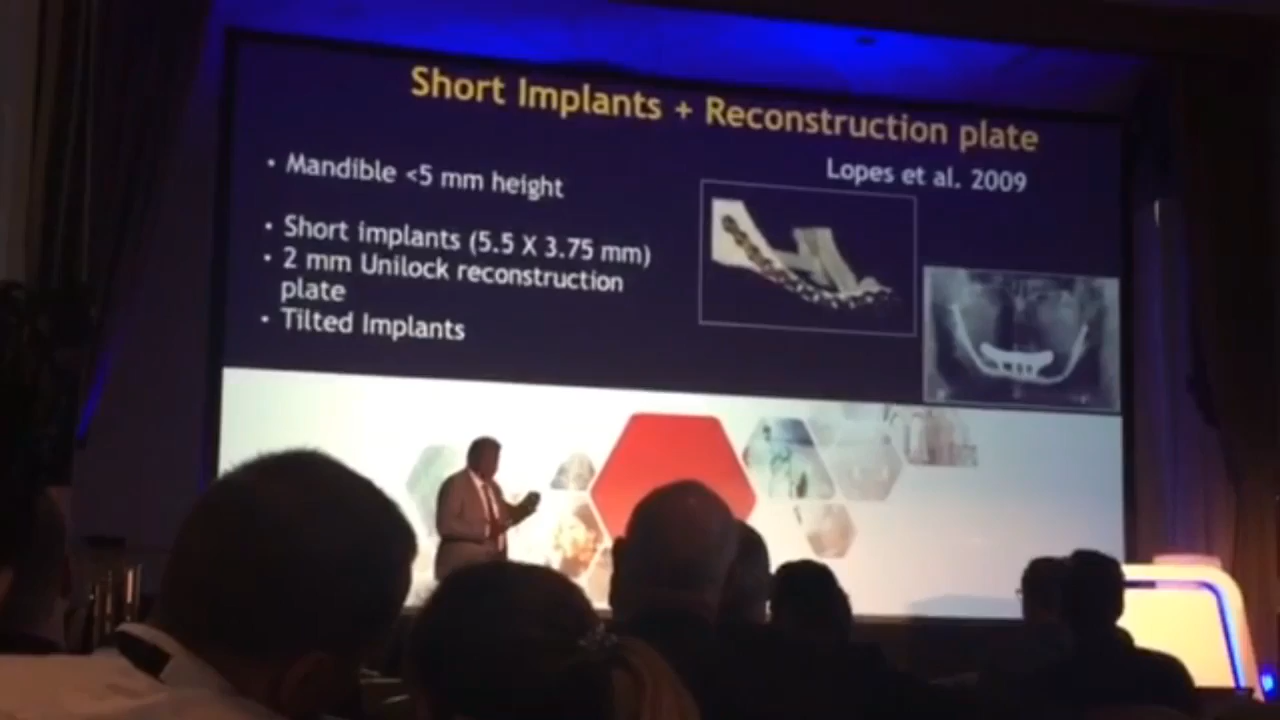 Short Implants + Reconstruction plate
Lopes et al. 2009
• Mandible <5 mm height
• Short implants (5.5 X 3.75 mm)
• 2 mm Unilock reconstruction
plate
• Tilted Implants